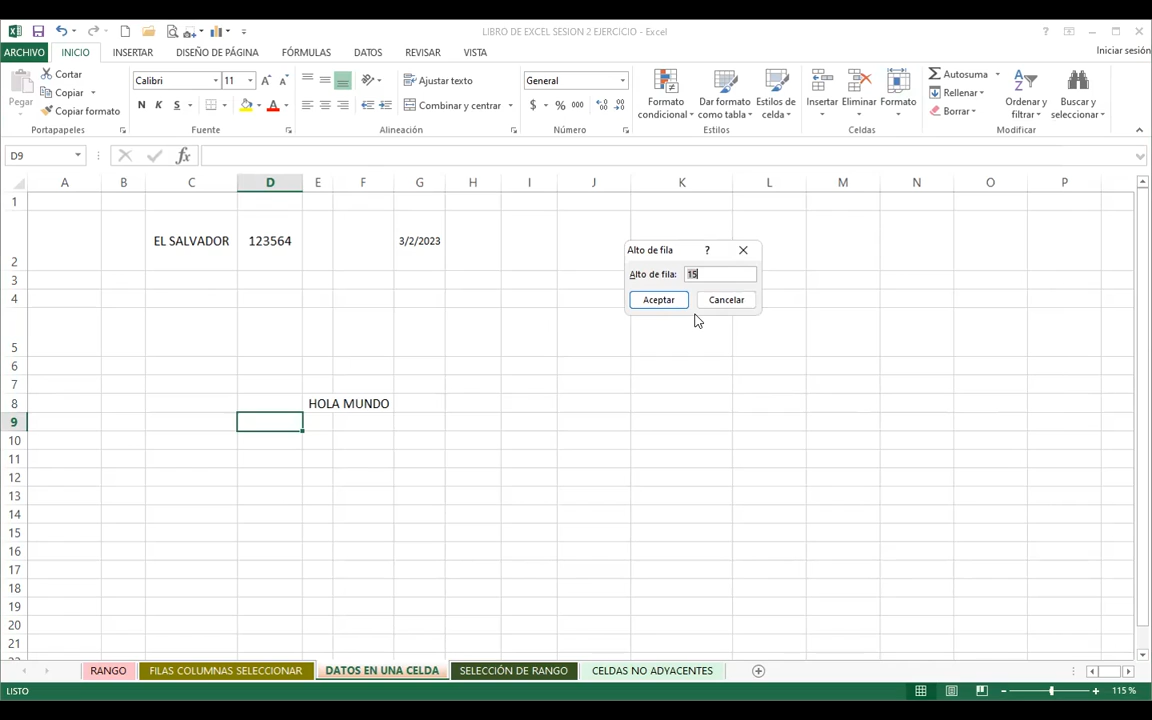 LIBRO DE EXCEL SESION 2 EJERCICIO - Excel
ARCHIVO INICIO INSERTAR DISEÑO DE PÁGINA FÓRMULAS DATOS REVISAR VISTA Iniciar sesión
Pegar
Cortar
Copiar
Copiar formato
Portapapeles
Calibri 11
N K S
Fuente
Ajustar texto
Combinar y centrar
Alineación
General
$ % 000
Número
Formato condicional
Dar formato como tabla
Estilos de celda
Estilos
Insertar Eliminar Formato
Celdas
Autosuma
Rellenar
Borrar
Ordenar y filtrar
Buscar y seleccionar
Modificar
D9 fx
A B C D E F G H I J K L M N O P
1
2 EL SALVADOR 123564 3/2/2023
3
4
5
6
7
8 HOLA MUNDO
9
10
11
12
13
14
15
16
17
18
19
20
21
Alto de fila ?
Alto de fila: 15
Aceptar Cancelar
RANGO FILAS COLUMNAS SELECCIONAR DATOS EN UNA CELDA SELECCIÓN DE RANGO CELDAS NO ADYACENTES
LISTO 115 %